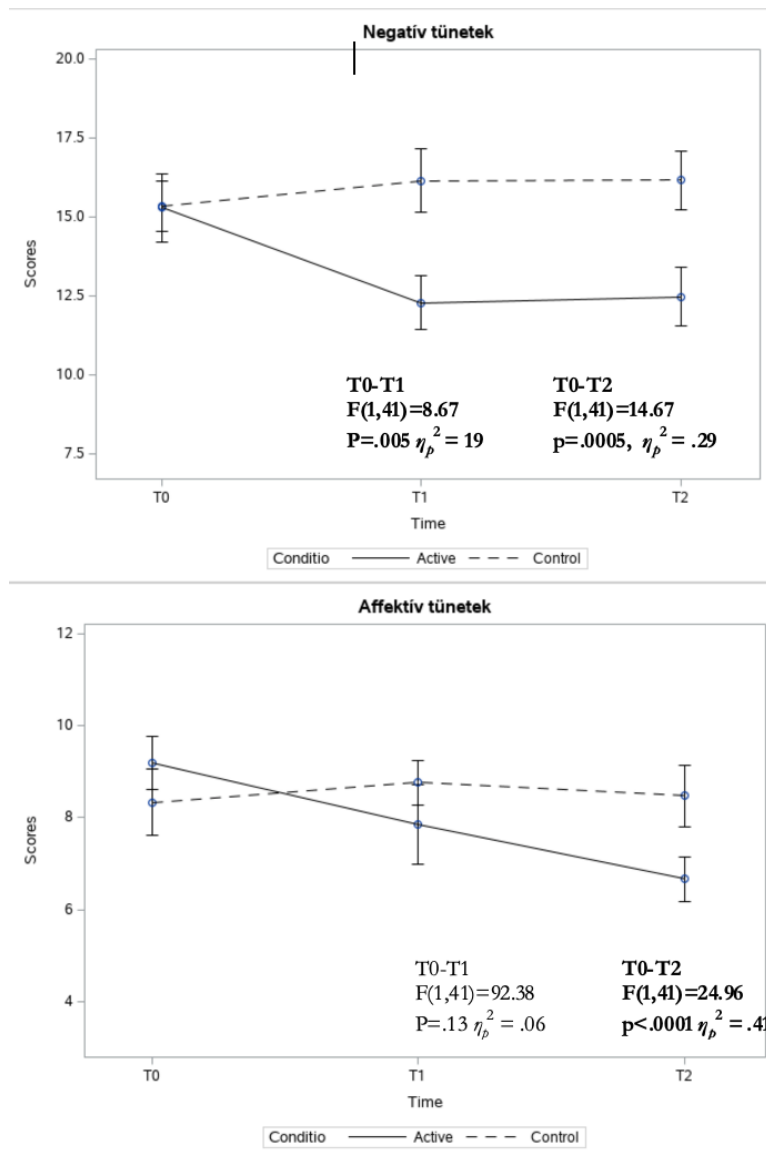 Negatív tünetek
20.0
17.5
15.0
12.5
10.0
7.5
Scores
T0-T1
F(1,41)=8.67
P=.005 ηp² = 19
T0-T2
F(1,41)=14.67
p=.0005, ηp² = .29
T0 T1 T2
Time
Conditio Active Control
Affektív tünetek
12
10
8
6
4
Scores
T0-T1
F(1,41)=92.38
P=.13 ηp² = .06
T0-T2
F(1,41)=24.96
p<.0001 ηp² = .41
T0 T1 T2
Time
Conditio Active Control